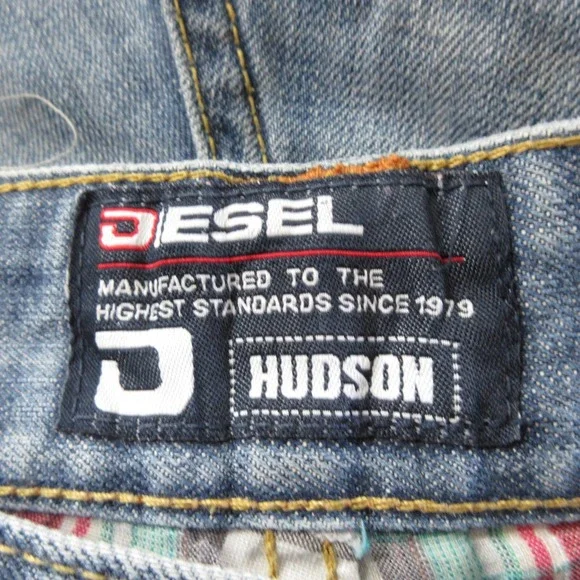 DIESEL
MANUFACTURED TO THE
HIGHEST STANDARDS SINCE 1979
D
HUDSON